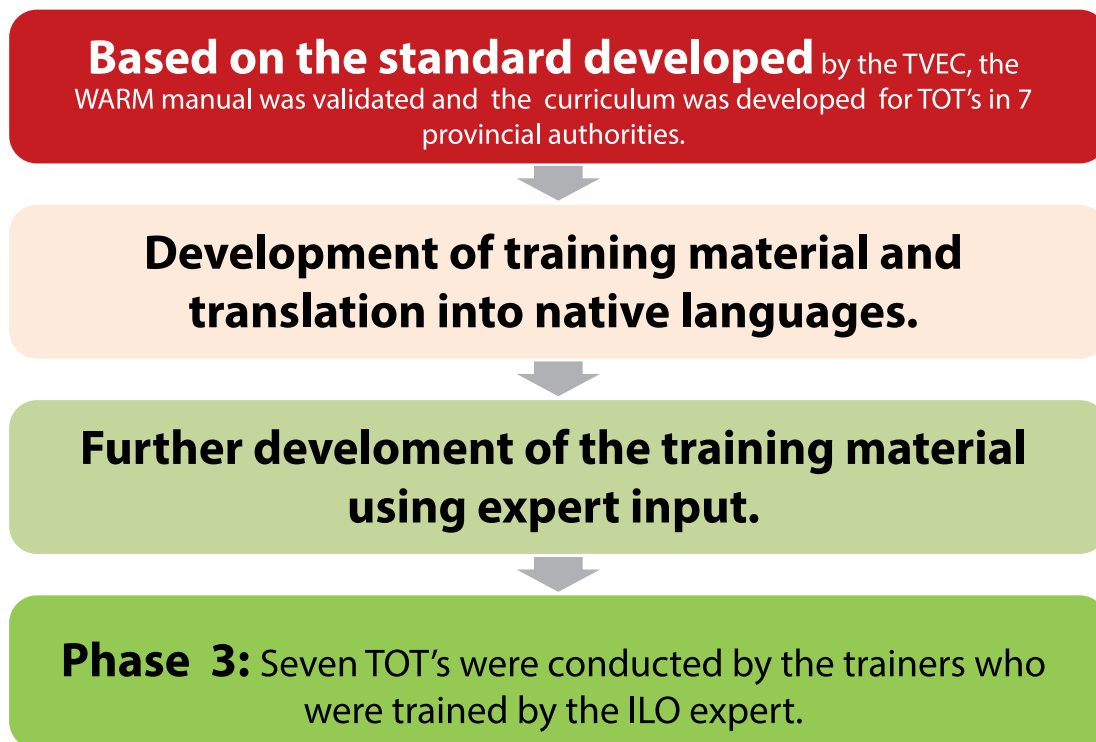 Based on the standard developed by the TVEC, the
WARM manual was validated and the curriculum was developed for TOT's in 7
provincial authorities.
Development of training material and
translation into native languages.
Further develoment of the training material
using expert input.
Phase 3: Seven TOT's were conducted by the trainers who
were trained by the ILO expert.